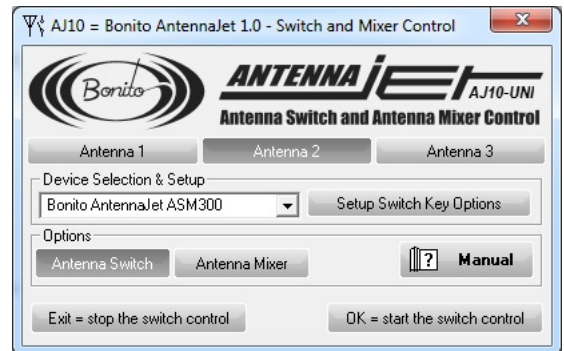 AJ10 = Bonito AntennaJet 1.0 - Switch and Mixer Control
Bonito
ANTENNA jet
AJ10-UNI
Antenna Switch and Antenna Mixer Control
Antenna 1 Antenna 2 Antenna 3
Device Selection & Setup
Bonito AntennaJet ASM300 Setup Switch Key Options
Options
Antenna Switch Antenna Mixer ? Manual
Exit = stop the switch control OK = start the switch control